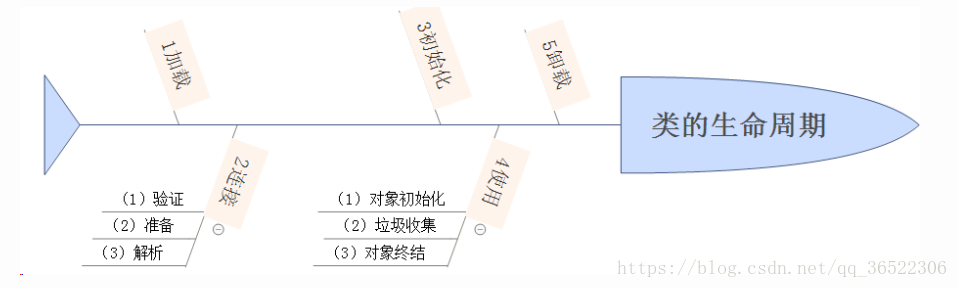 1加载
2连接
(1) 验证
(2) 准备
(3) 解析
3初始化
4使用
(1) 对象初始化
(2) 垃圾收集
(3) 对象终结
5卸载
类的生命周期
https://blog.csdn.net/qq_36522306